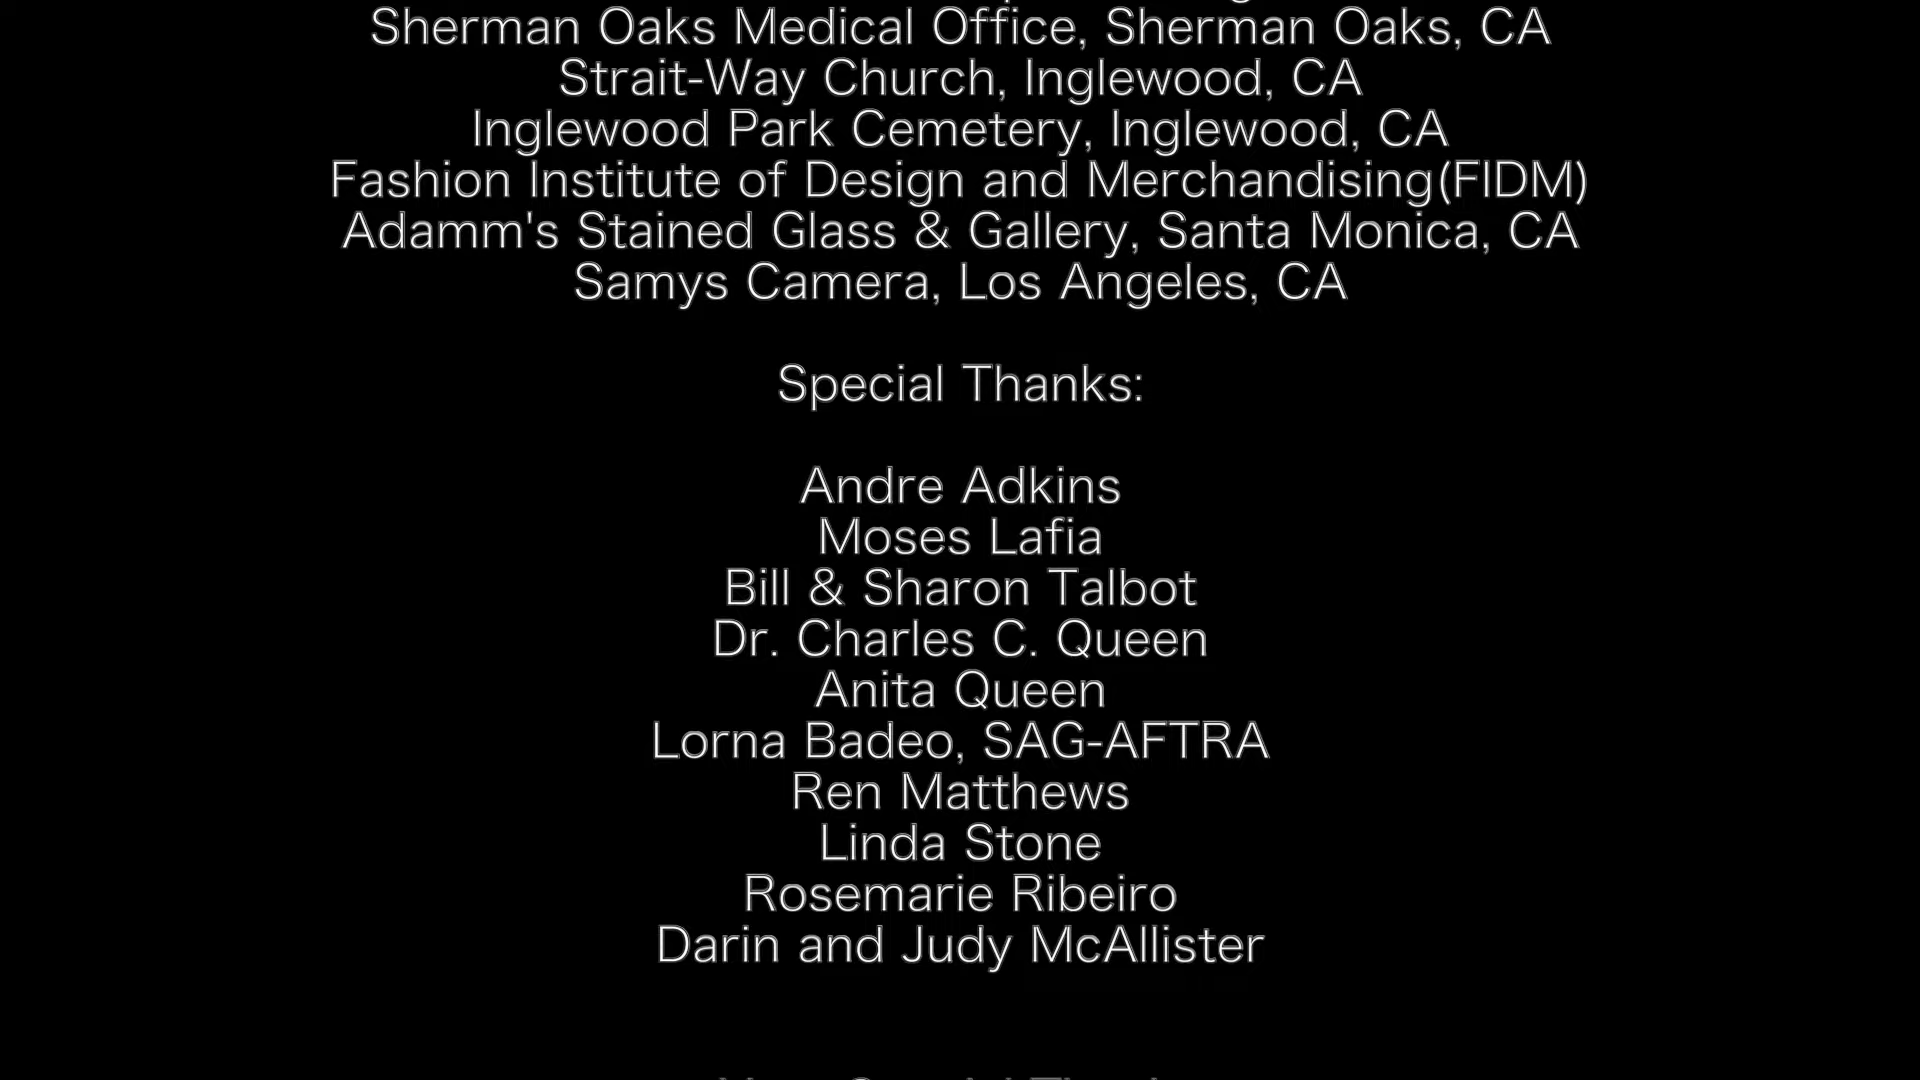 Sherman Oaks Medical Office, Sherman Oaks, CA
Strait-Way Church, Inglewood, CA
Inglewood Park Cemetery, Inglewood, CA
Fashion Institute of Design and Merchandising(FIDM)
Adamm's Stained Glass & Gallery, Santa Monica, CA
Samys Camera, Los Angeles, CA
Special Thanks:
Andre Adkins
Moses Lafia
Bill & Sharon Talbot
Dr. Charles C. Queen
Anita Queen
Lorna Badeo, SAG-AFTRA
Ren Matthews
Linda Stone
Rosemarie Ribeiro
Darin and Judy McAllister